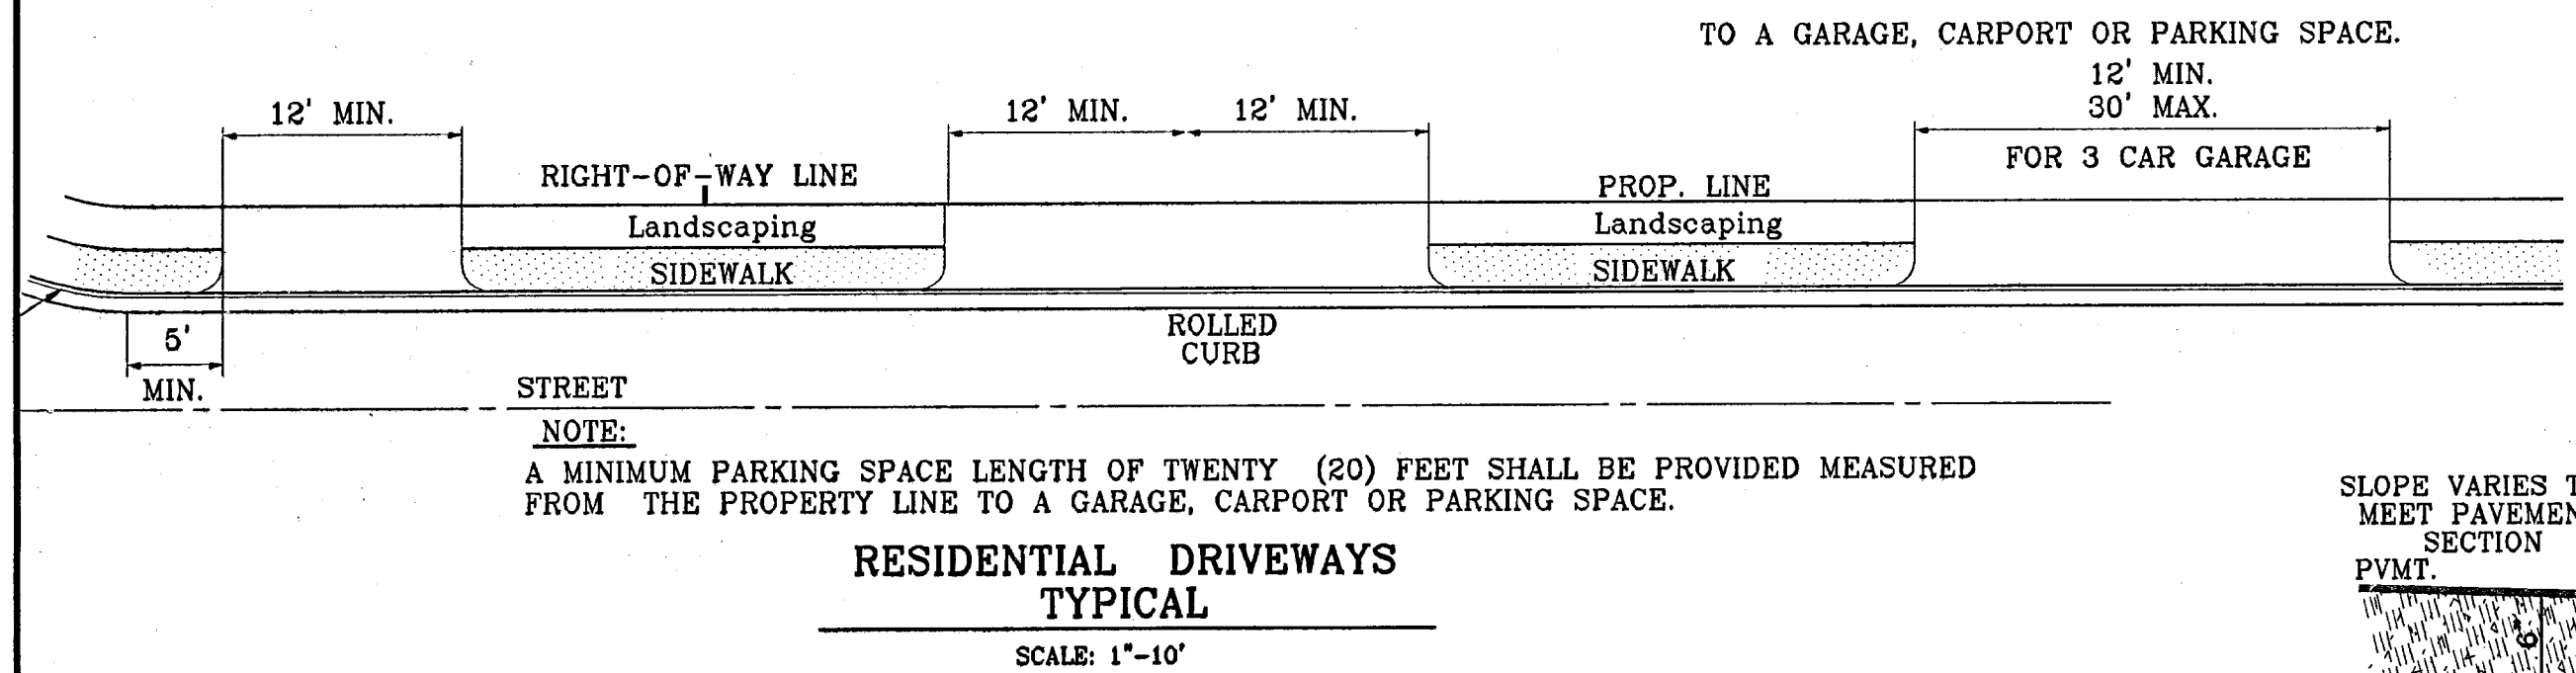 TO A GARAGE, CARPORT OR PARKING SPACE.
12' MIN.
30' MAX.
12' MIN.
12' MIN.
12' MIN.
FOR 3 CAR GARAGE
RIGHT-OF-WAY LINE
PROP. LINE
Landscaping
Landscaping
SIDEWALK
SIDEWALK
ROLLED
CURB
5'
MIN.
STREET
NOTE:
A MINIMUM PARKING SPACE LENGTH OF TWENTY (20) FEET SHALL BE PROVIDED MEASURED
FROM THE PROPERTY LINE TO A GARAGE, CARPORT OR PARKING SPACE.
SLOPE VARIES T
MEET PAVEMEN
SECTION
PVMT.
RESIDENTIAL DRIVEWAYS
TYPICAL
SCALE: 1"-10'
6"